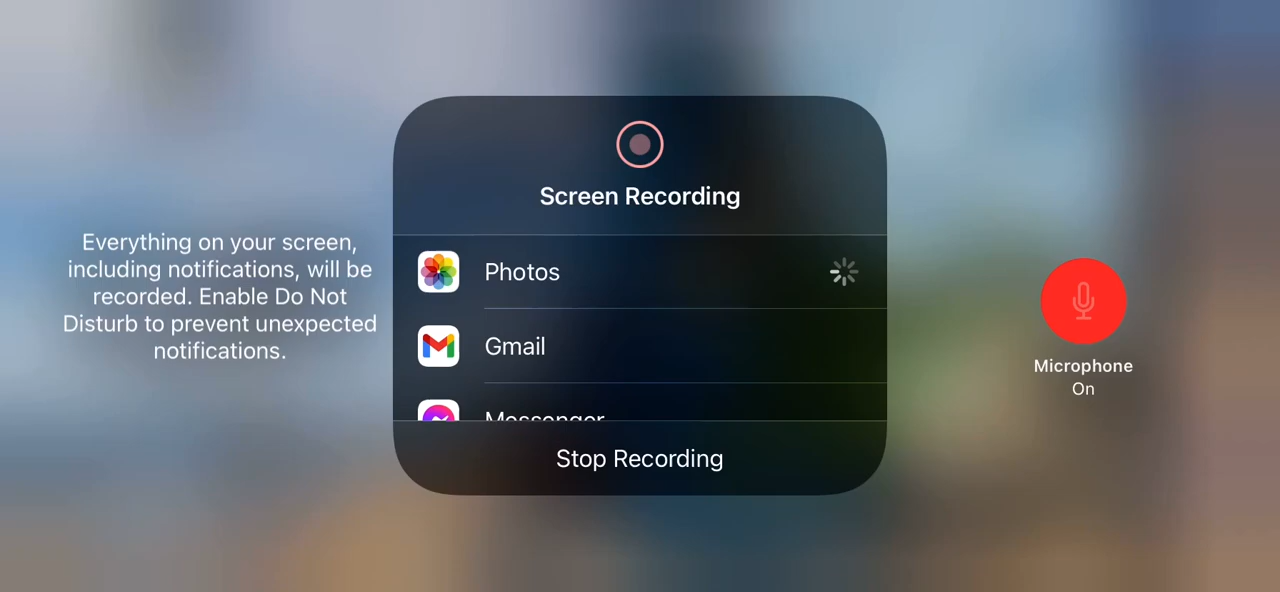 Everything on your screen,
including notifications, will be
recorded. Enable Do Not
Disturb to prevent unexpected
notifications.
Screen Recording
Photos
Gmail
Messenger
Stop Recording
Microphone
On